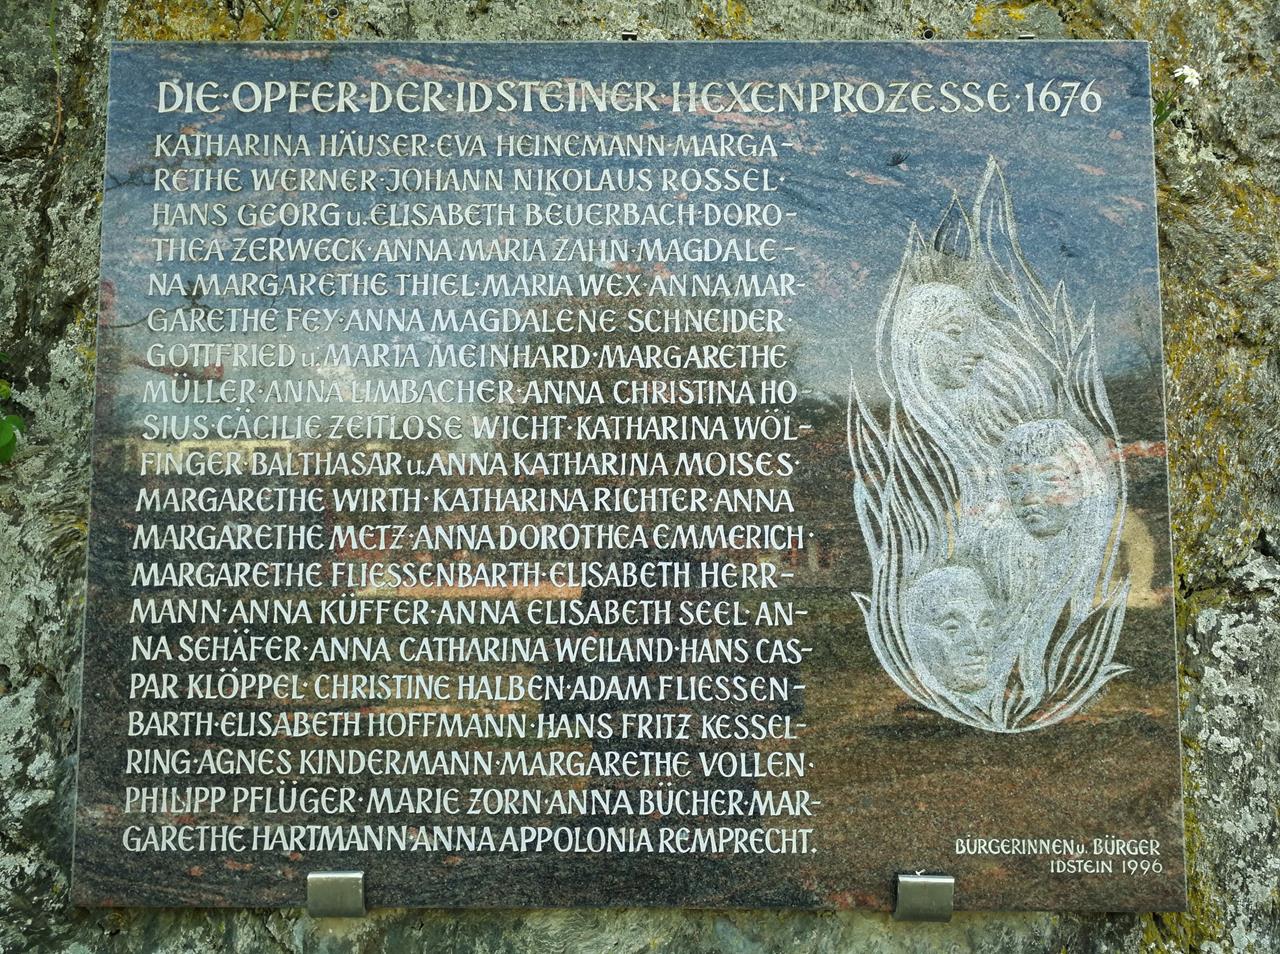 DIE·OPFER·DER·IDSTEINER·HEXENPROZESSE·1676
KATHARINA HÄUSER·EVA HEINEMANN·MARGA-
RETHE WERNER·JOHANN NIKOLAUS ROSSEL·
HANS GEORG u. ELISABETH BEUERBACH·DORO-
THEA ZERWECK·ANNA MARIA ZAHN·MAGDALE-
NA MARGARETHE THIEL·MARIA WEX·ANNA MAR-
GARETHE FEY·ANNA MAGDALENE SCHNEIDER·
GOTTFRIED u. MARIA MEINHARD·MARGARETHE
MÜLLER·ANNA LIMBACHER·ANNA CHRISTINA HO-
SIUS·CÄCILIE ZEITLOSE WICHT·KATHARINA WÖL-
FINGER·BALTHASAR u. ANNA KATHARINA MOISES·
MARGARETHE WIRTH·KATHARINA RICHTER·ANNA
MARGARETHE METZ·ANNA DOROTHEA EMMERICH·
MARGARETHE FLIESSENBARTH·ELISABETH HERR-
MANN·ANNA KÜFFER·ANNA ELISABETH SEEL·AN-
NA SCHÄFER·ANNA CATHARINA WEILAND·HANS CAS-
PAR KLÖPPEL·CHRISTINE HALBEN·ADAM FLIESSEN-
BARTH·ELISABETH HOFFMANN·HANS FRITZ KESSEL-
RING·AGNES KINDERMANN·MARGARETHE VOLLEN·
PHILIPP PFLÜGER·MARIE ZORN·ANNA BÜCHER·MAR-
GARETHE HARTMANN·ANNA APPOLONIA REMPRECHT.
BÜRGERINNEN u. BÜRGER
IDSTEIN 1996